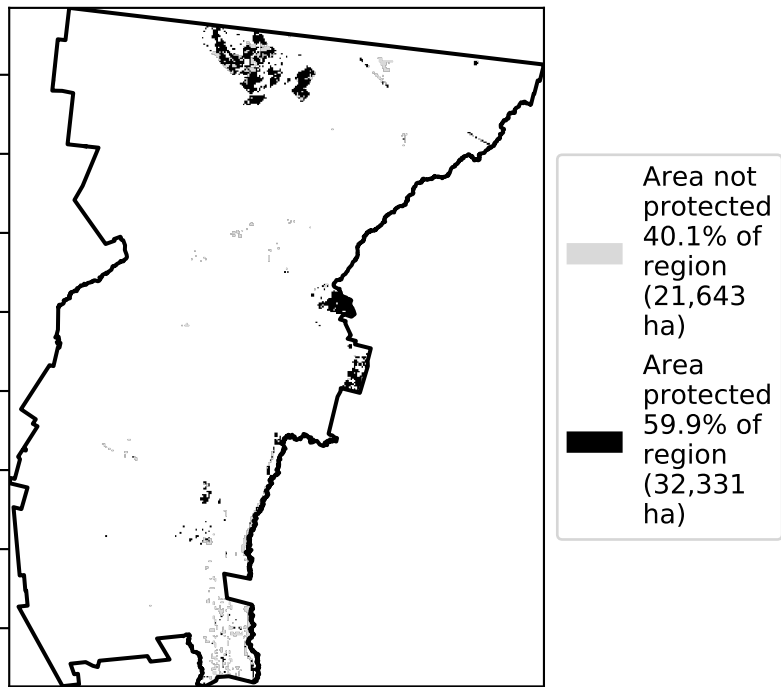 Area not
protected
40.1% of
region
(21,643
ha)
Area
protected
59.9% of
region
(32,331
ha)